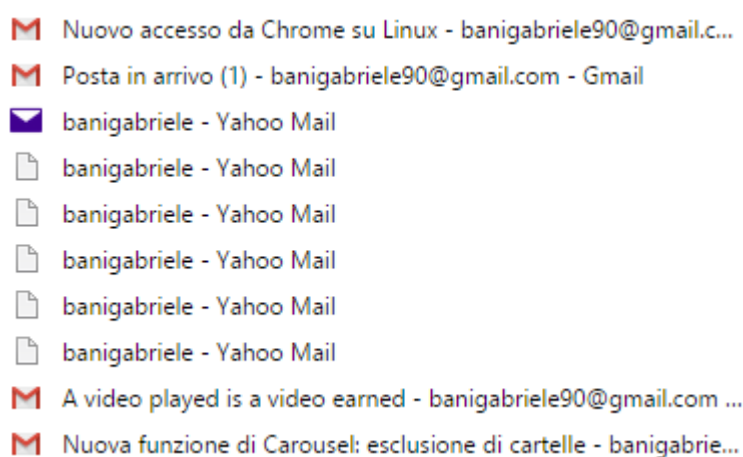 Nuovo accesso da Chrome su Linux - banigabriele90@gmail.c...
Posta in arrivo (1) - banigabriele90@gmail.com - Gmail
banigabriele - Yahoo Mail
banigabriele - Yahoo Mail
banigabriele - Yahoo Mail
banigabriele - Yahoo Mail
banigabriele - Yahoo Mail
banigabriele - Yahoo Mail
A video played is a video earned - banigabriele90@gmail.com ...
Nuova funzione di Carousel: esclusione di cartelle - banigabrie...